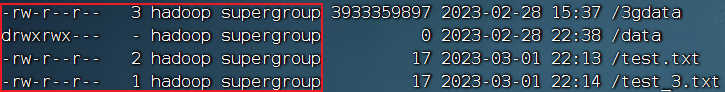 -rw-r--r-- 3 hadoop supergroup 3933359897 2023-02-28 15:37 /3gdata
drwxrwx--- - hadoop supergroup 0 2023-02-28 22:38 /data
-rw-r--r-- 2 hadoop supergroup 17 2023-03-01 22:13 /test.txt
-rw-r--r-- 1 hadoop supergroup 17 2023-03-01 22:14 /test_3.txt